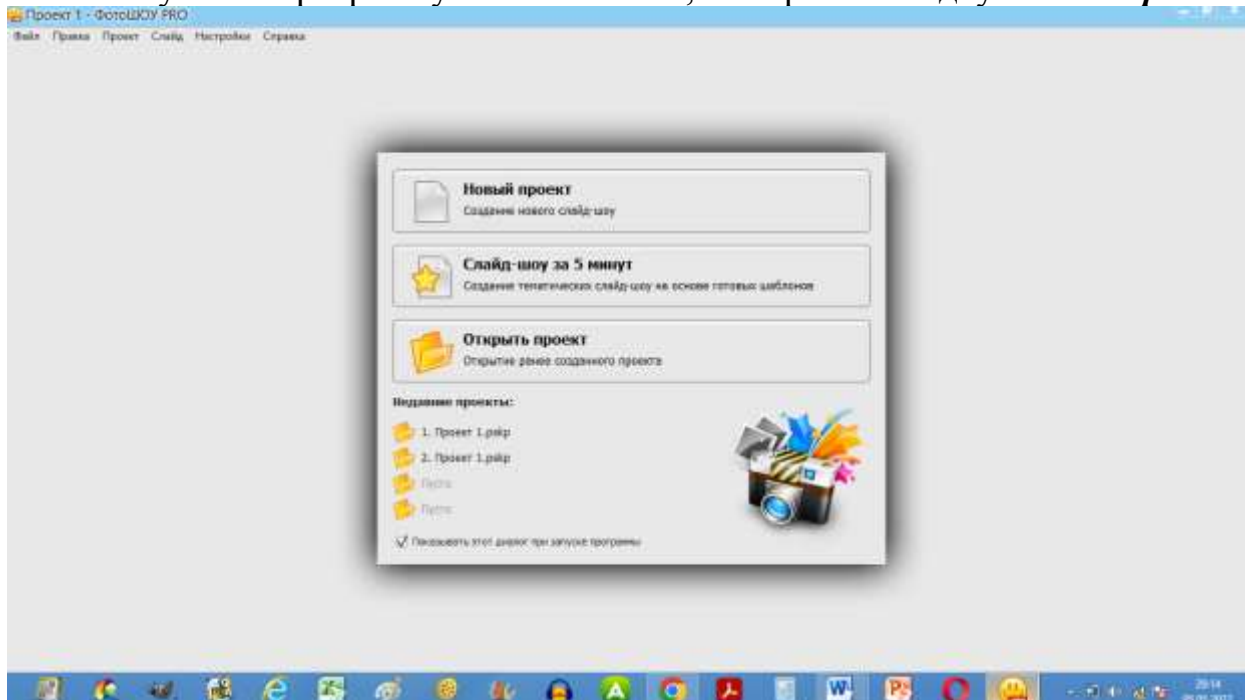 Проект 1 - ФотоШОУ PRO
Файл Правка Проект Слайд Настройки Справка
Новый проект
Создание нового слайд-шоу
Слайд-шоу за 5 минут
Создание тематических слайд-шоу на основе готовых шаблонов
Открыть проект
Открытие ранее созданного проекта
Недавние проекты:
1. Проект 1.pskp
2. Проект 1.pskp
Пусто
Пусто
Показывать этот диалог при запуске программы